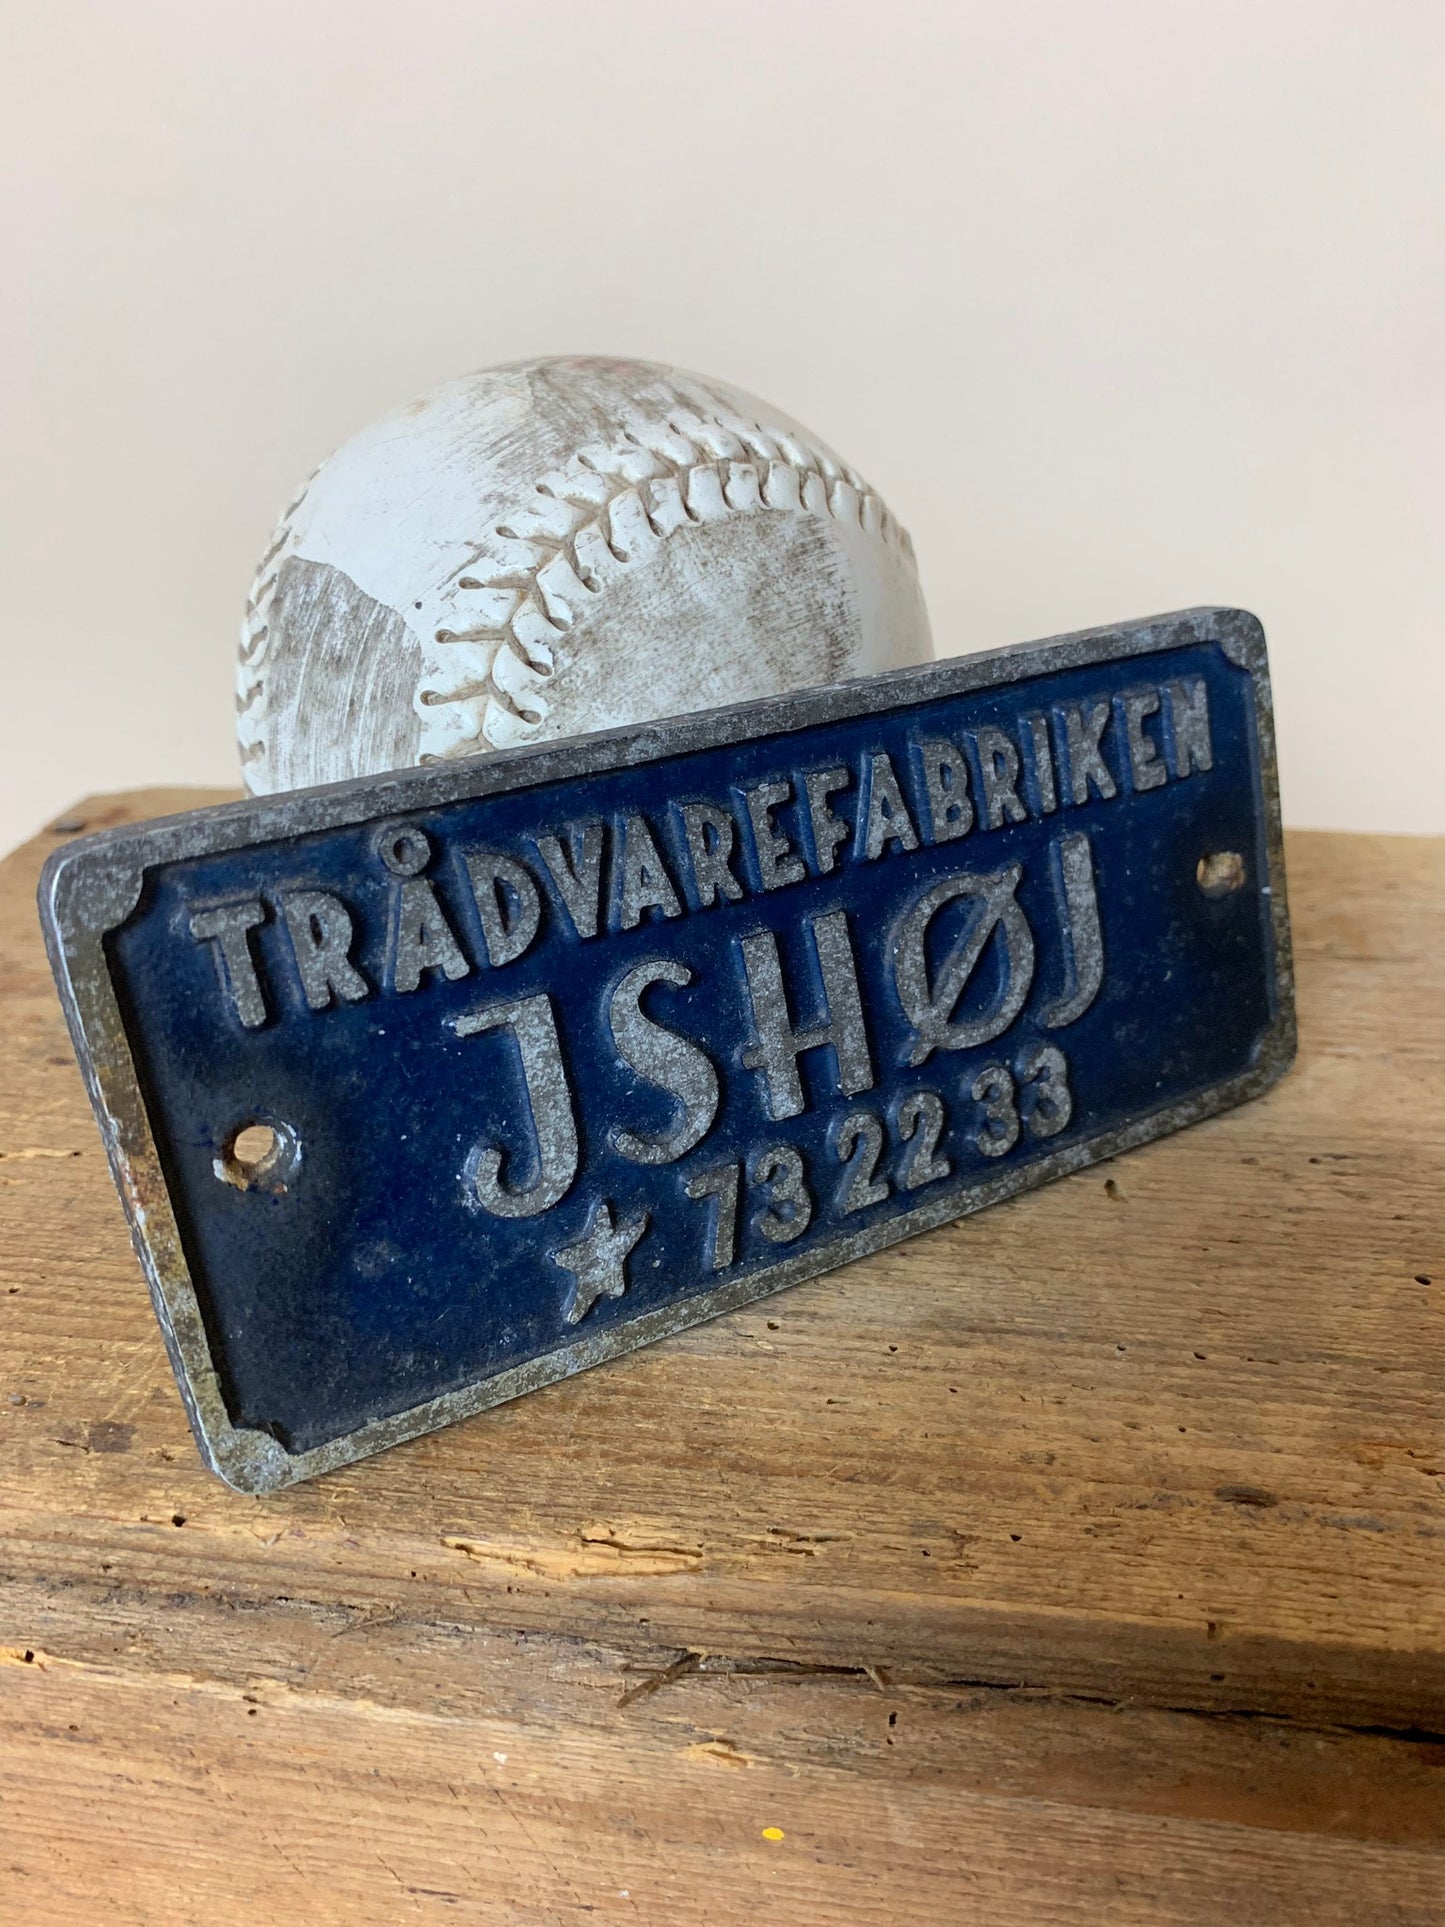 TRÅDVAREFABRIKEN
JSHØJ
★ 73 22 33